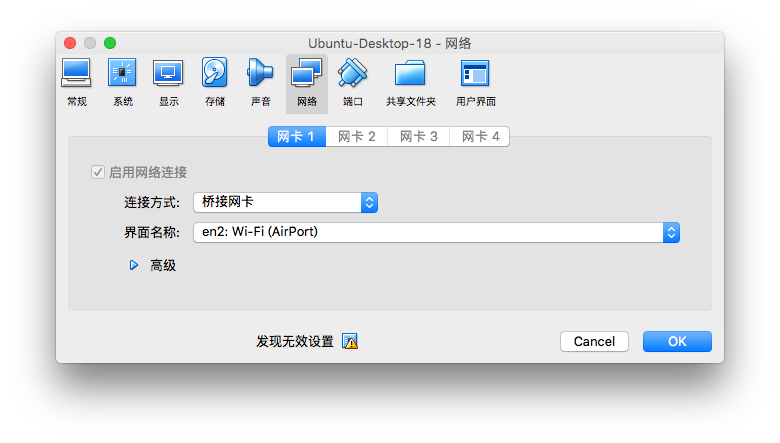 Ubuntu-Desktop-18 - 网络
常规 系统 显示 存储 声音 网络 端口 共享文件夹 用户界面
网卡 1 网卡 2 网卡 3 网卡 4
启用网络连接
连接方式: 桥接网卡
界面名称: en2: Wi-Fi (AirPort)
高级
发现无效设置 Cancel OK